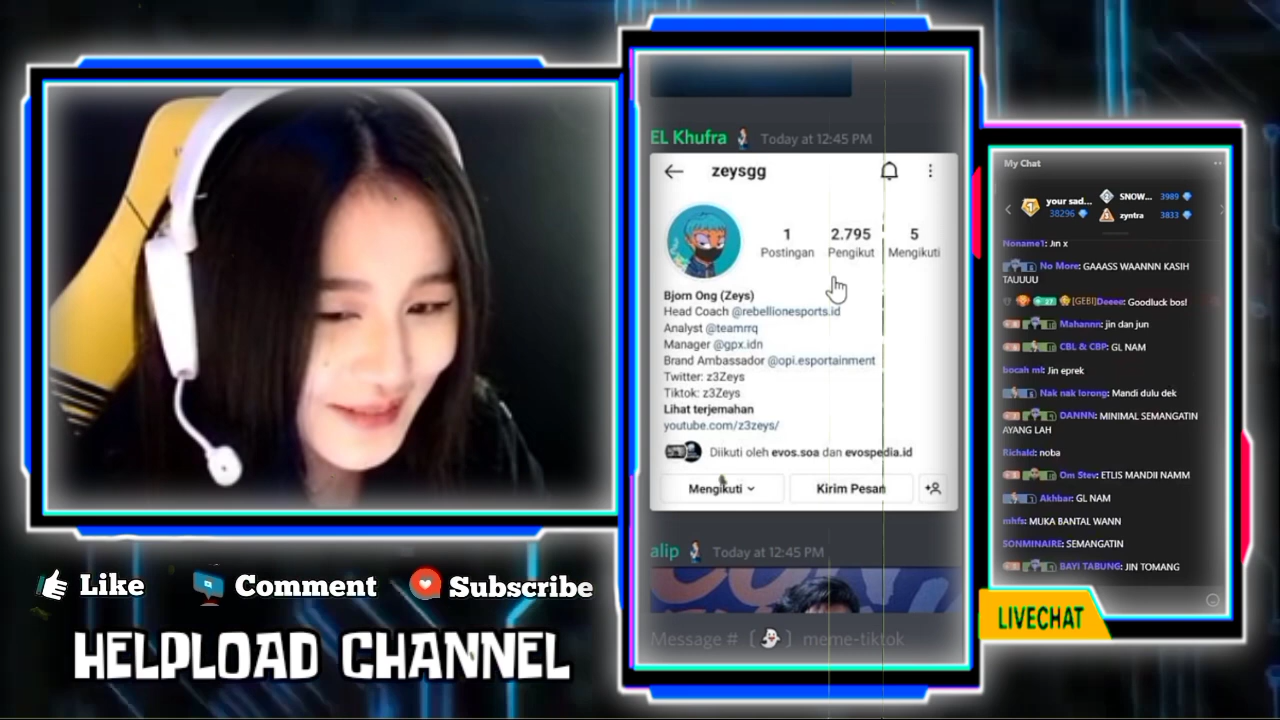 EL Khufra Today at 12:45 PM
zeysgg
1 2.795 5
Postingan Pengikut Mengikuti
Bjorn Ong (Zeys)
Head Coach @rebellionesports.id
Analyst @teamrrq
Manager @gpx.idn
Brand Ambassador @opi.esportainment
Twitter: z3Zeys
Tiktok: z3Zeys
Lihat terjemahan
youtube.com/z3zeys/
Diikuti oleh evos.soa dan evospedia.id
Mengikuti Kirim Pesan
alip Today at 12:45 PM
Message # ( ) meme-tiktok
My Chat
your sad... SNOW... 3989
38296 zyntra 3833
Noname1: Jin x
No More: GAAASS WAANNN KASIH
TAUUUU
27 [GEBI]Deeee: Goodluck bos!
Mahannn: jin dan jun
CBL & CBP: GL NAM
bocah ml: Jin eprek
Nak nak lorong: Mandi dulu dek
DANNN: MINIMAL SEMANGATIN
AYANG LAH
Richald: noba
Om Stev: ETLIS MANDII NAMM
Akhbar: GL NAM
mhfs: MUKA BANTAL WANN
SONMINAIRE: SEMANGATIN
BAYI TABUNG: JIN TOMANG
LIVECHAT
Like Comment Subscribe
HELPLOAD CHANNEL